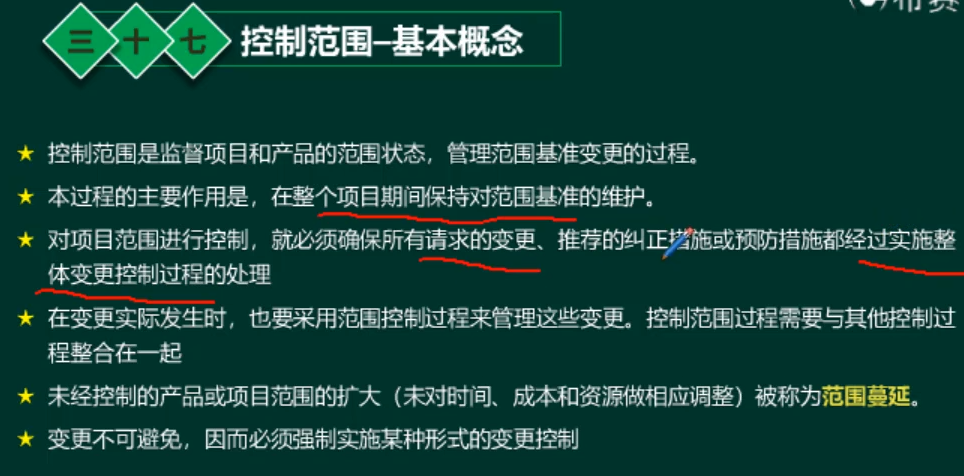 三十七 控制范围–基本概念
控制范围是监督项目和产品的范围状态，管理范围基准变更的过程。
本过程的主要作用是，在整个项目期间保持对范围基准的维护。
对项目范围进行控制，就必须确保所有请求的变更、推荐的纠正措施或预防措施都经过实施整
体变更控制过程的处理
在变更实际发生时，也要采用范围控制过程来管理这些变更。控制范围过程需要与其他控制过
程整合在一起
未经控制的产品或项目范围的扩大（未对时间、成本和资源做相应调整）被称为范围蔓延。
变更不可避免，因而必须强制实施某种形式的变更控制